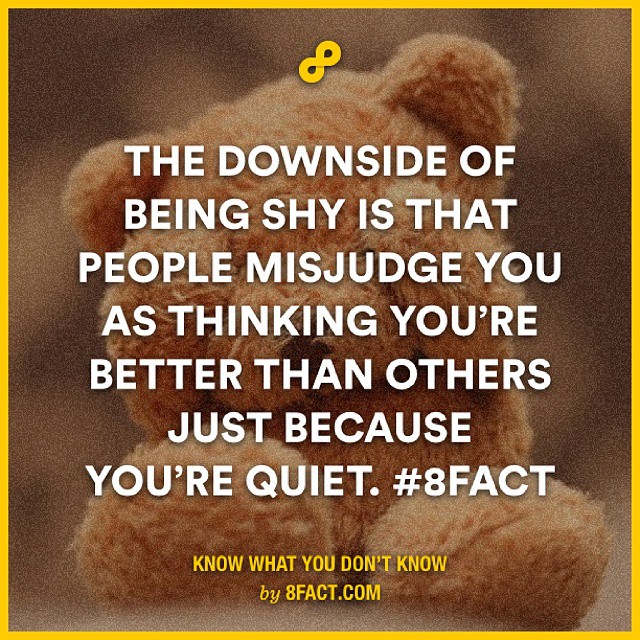 THE DOWNSIDE OF
BEING SHY IS THAT
PEOPLE MISJUDGE YOU
AS THINKING YOU’RE
BETTER THAN OTHERS
JUST BECAUSE
YOU’RE QUIET. #8FACT
KNOW WHAT YOU DON’T KNOW
by 8FACT.COM